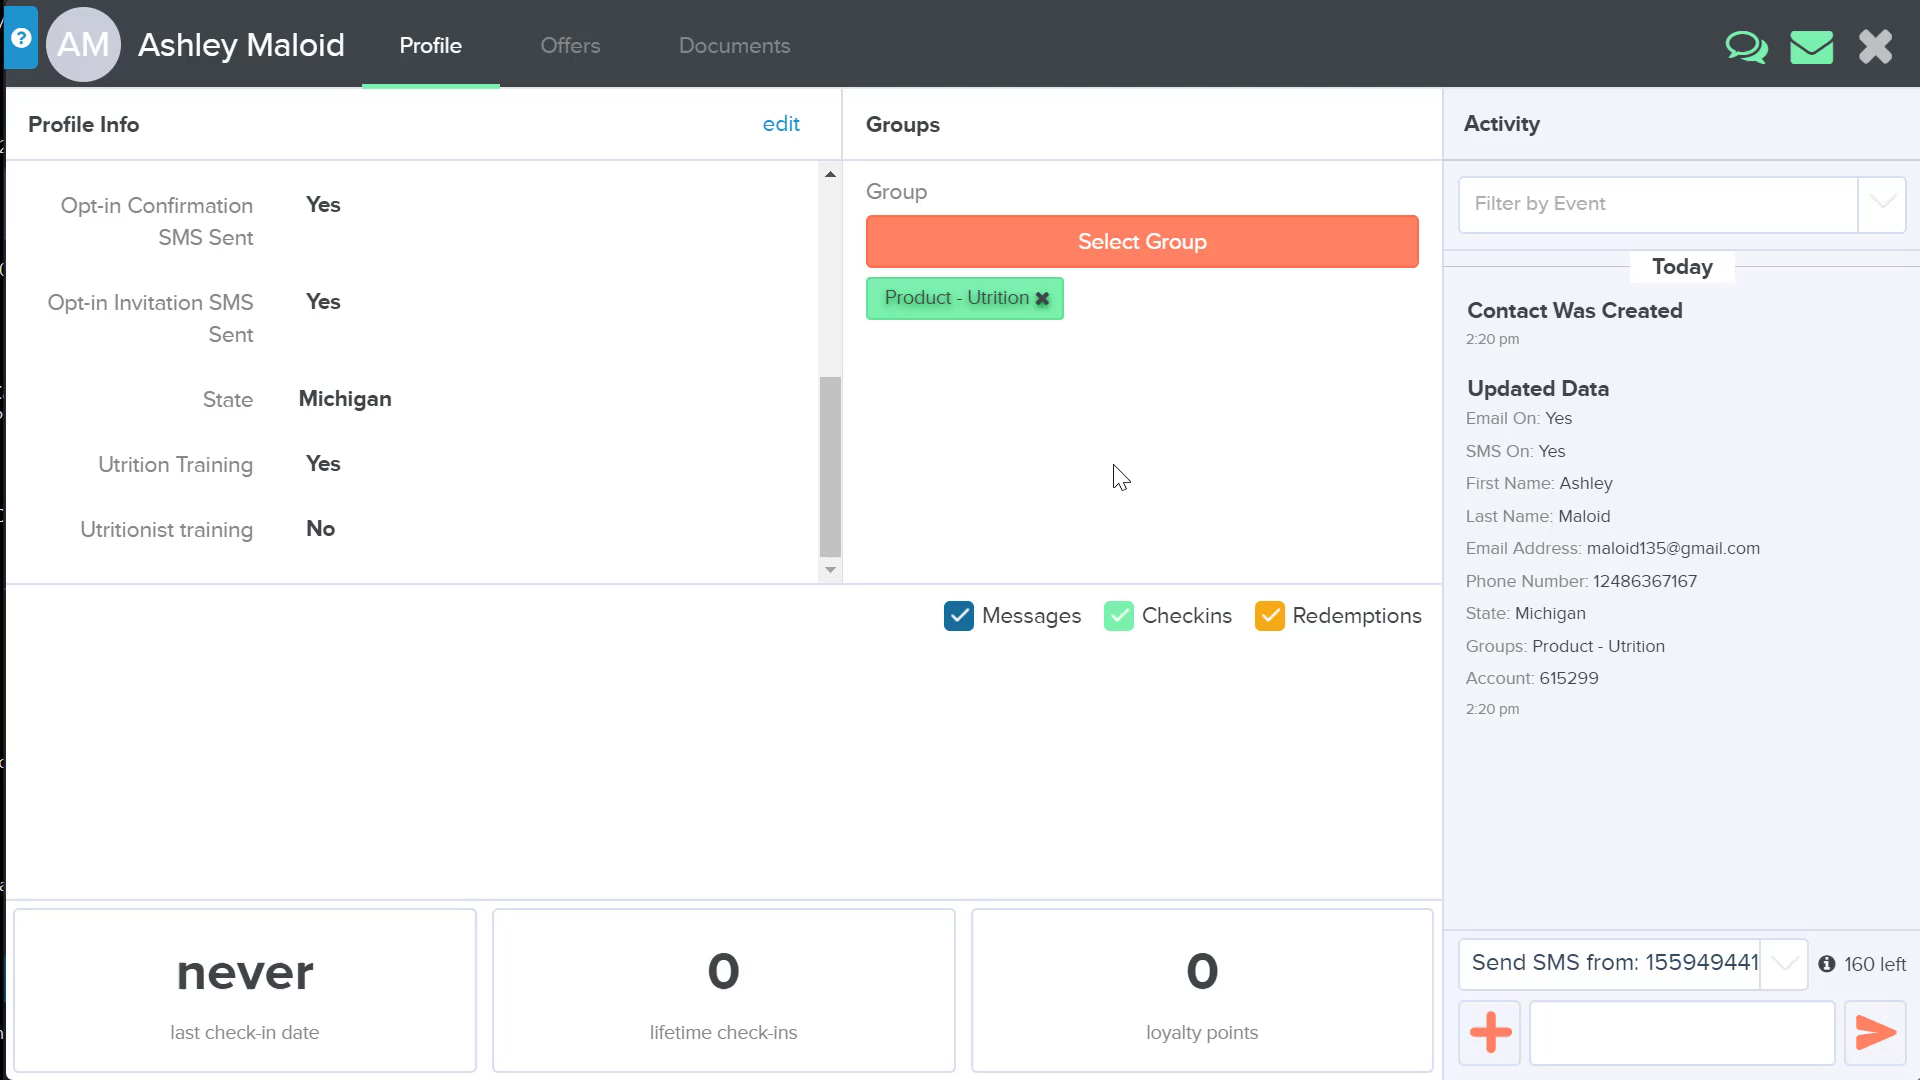 ?
AM
Ashley Maloid
Profile
Offers
Documents
Profile Info
edit
Groups
Activity
Opt-in Confirmation
SMS Sent
Yes
Opt-in Invitation SMS
Sent
Yes
State
Michigan
Utrition Training
Yes
Utritionist training
No
Group
Select Group
Product - Utrition
Filter by Event
Today
Contact Was Created
2:20 pm
Updated Data
Email On: Yes
SMS On: Yes
First Name: Ashley
Last Name: Maloid
Email Address: maloid135@gmail.com
Phone Number: 12486367167
State: Michigan
Groups: Product - Utrition
Account: 615299
2:20 pm
Messages
Checkins
Redemptions
never
last check-in date
0
lifetime check-ins
0
loyalty points
Send SMS from: 155949441
160 left